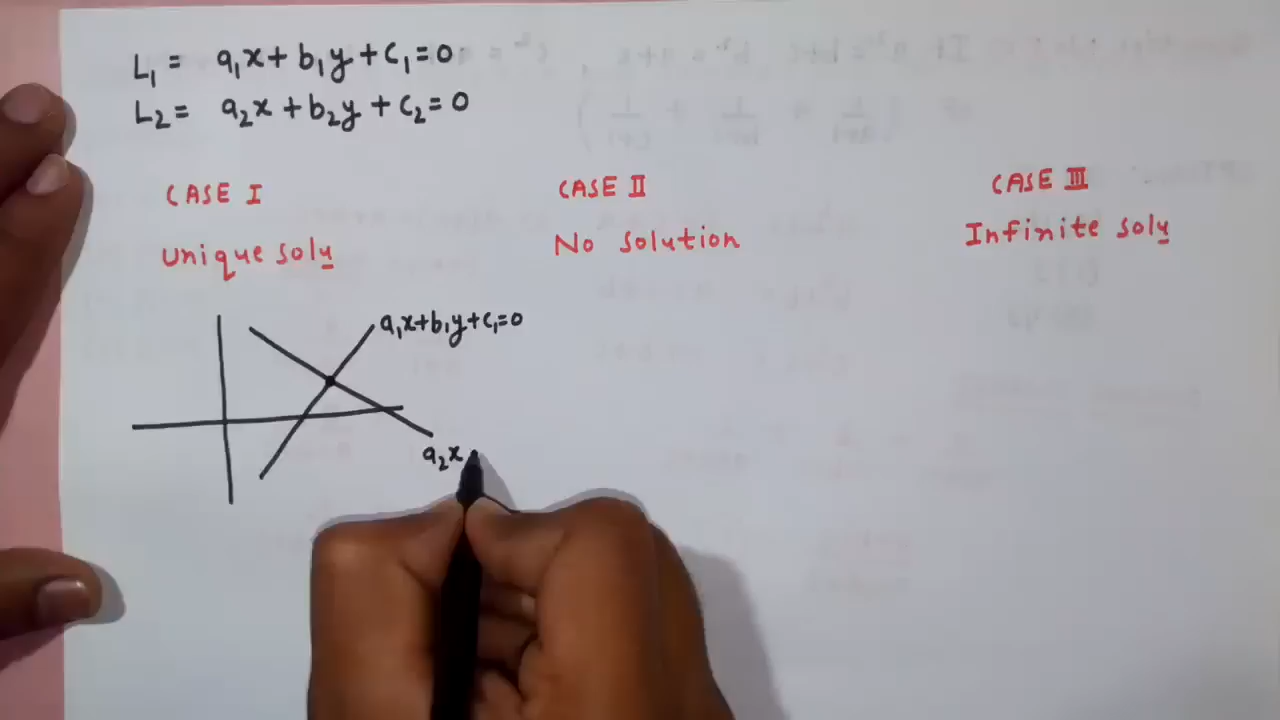 L₁ = a₁x + b₁y + c₁ = 0
L₂ = a₂x + b₂y + c₂ = 0
CASE I
Unique solu
CASE II
No solution
CASE III
Infinite solu
a₁x+b₁y+c₁=0
a₂x